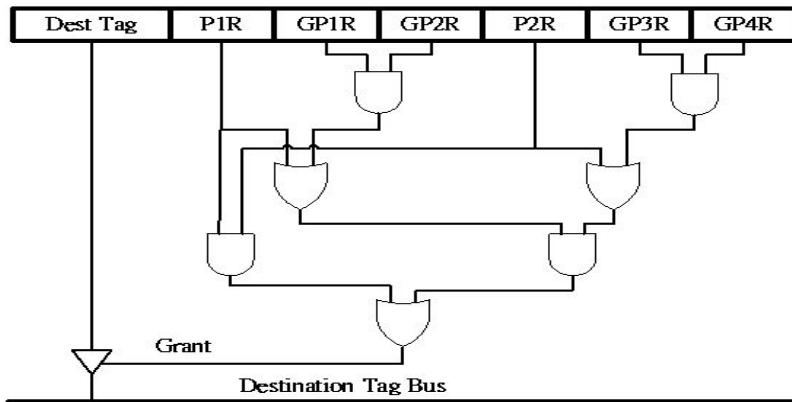 Dest Tag P1R GP1R GP2R P2R GP3R GP4R
Grant
Destination Tag Bus